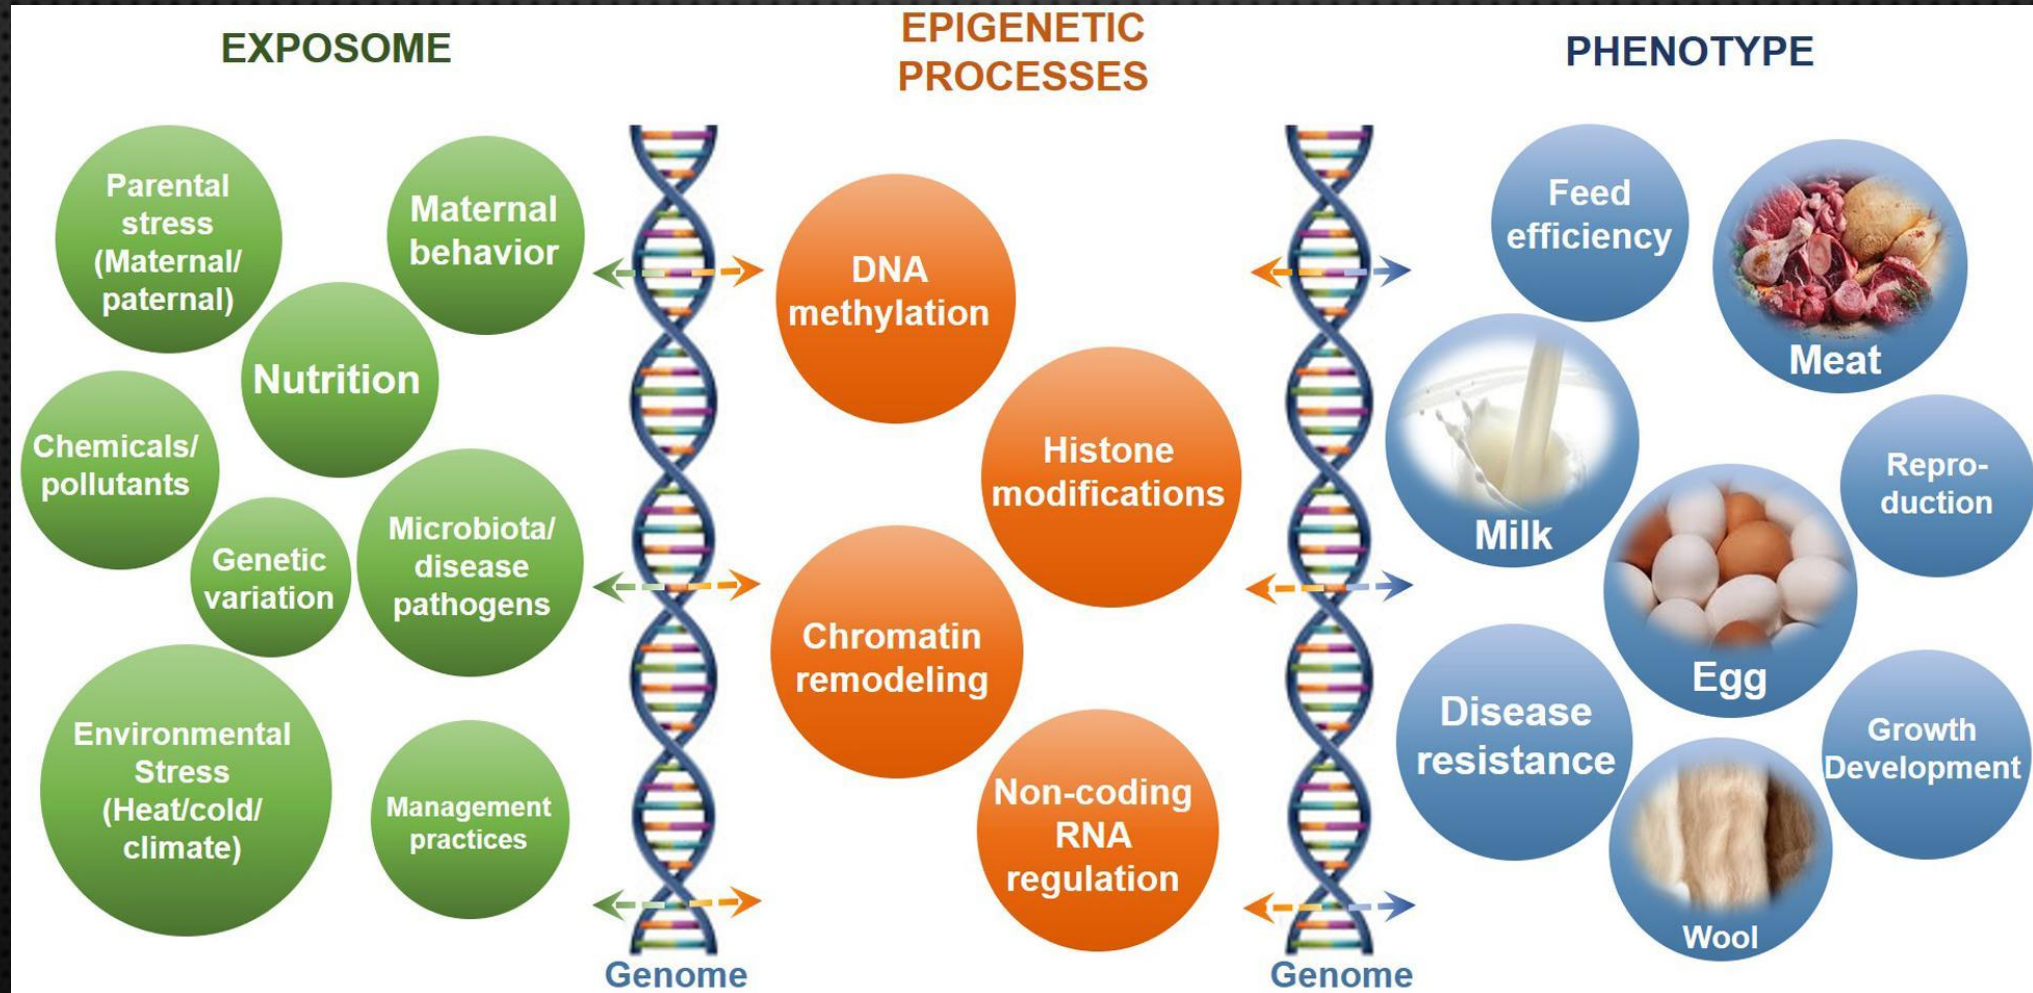 EXPOSOME
Parental
stress
(Maternal/
paternal)
Maternal
behavior
Nutrition
Chemicals/
pollutants
Genetic
variation
Microbiota/
disease
pathogens
Environmental
Stress
(Heat/cold/
climate)
Management
practices
Genome
EPIGENETIC
PROCESSES
DNA
methylation
Histone
modifications
Chromatin
remodeling
Non-coding
RNA
regulation
Genome
PHENOTYPE
Feed
efficiency
Meat
Milk
Repro-
duction
Egg
Disease
resistance
Growth
Development
Wool